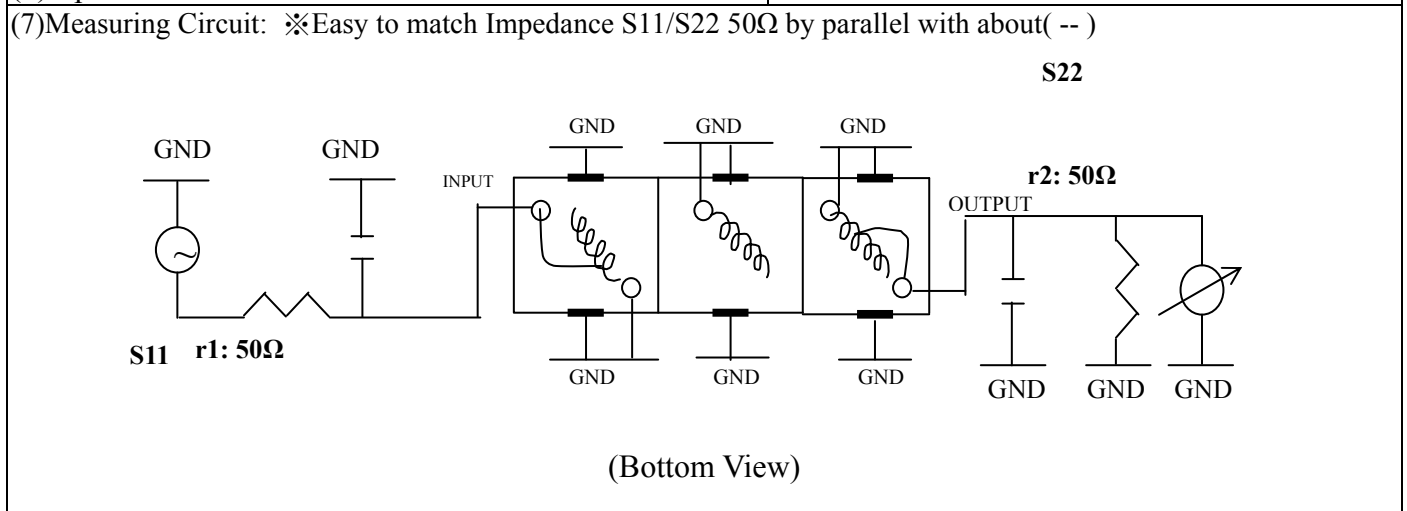 (7)Measuring Circuit: ※Easy to match Impedance S11/S22 50Ω by parallel with about( -- )
S22
GND GND GND
GND GND
INPUT
r2: 50Ω
OUTPUT
S11 r1: 50Ω
GND GND GND
GND GND GND
(Bottom View)